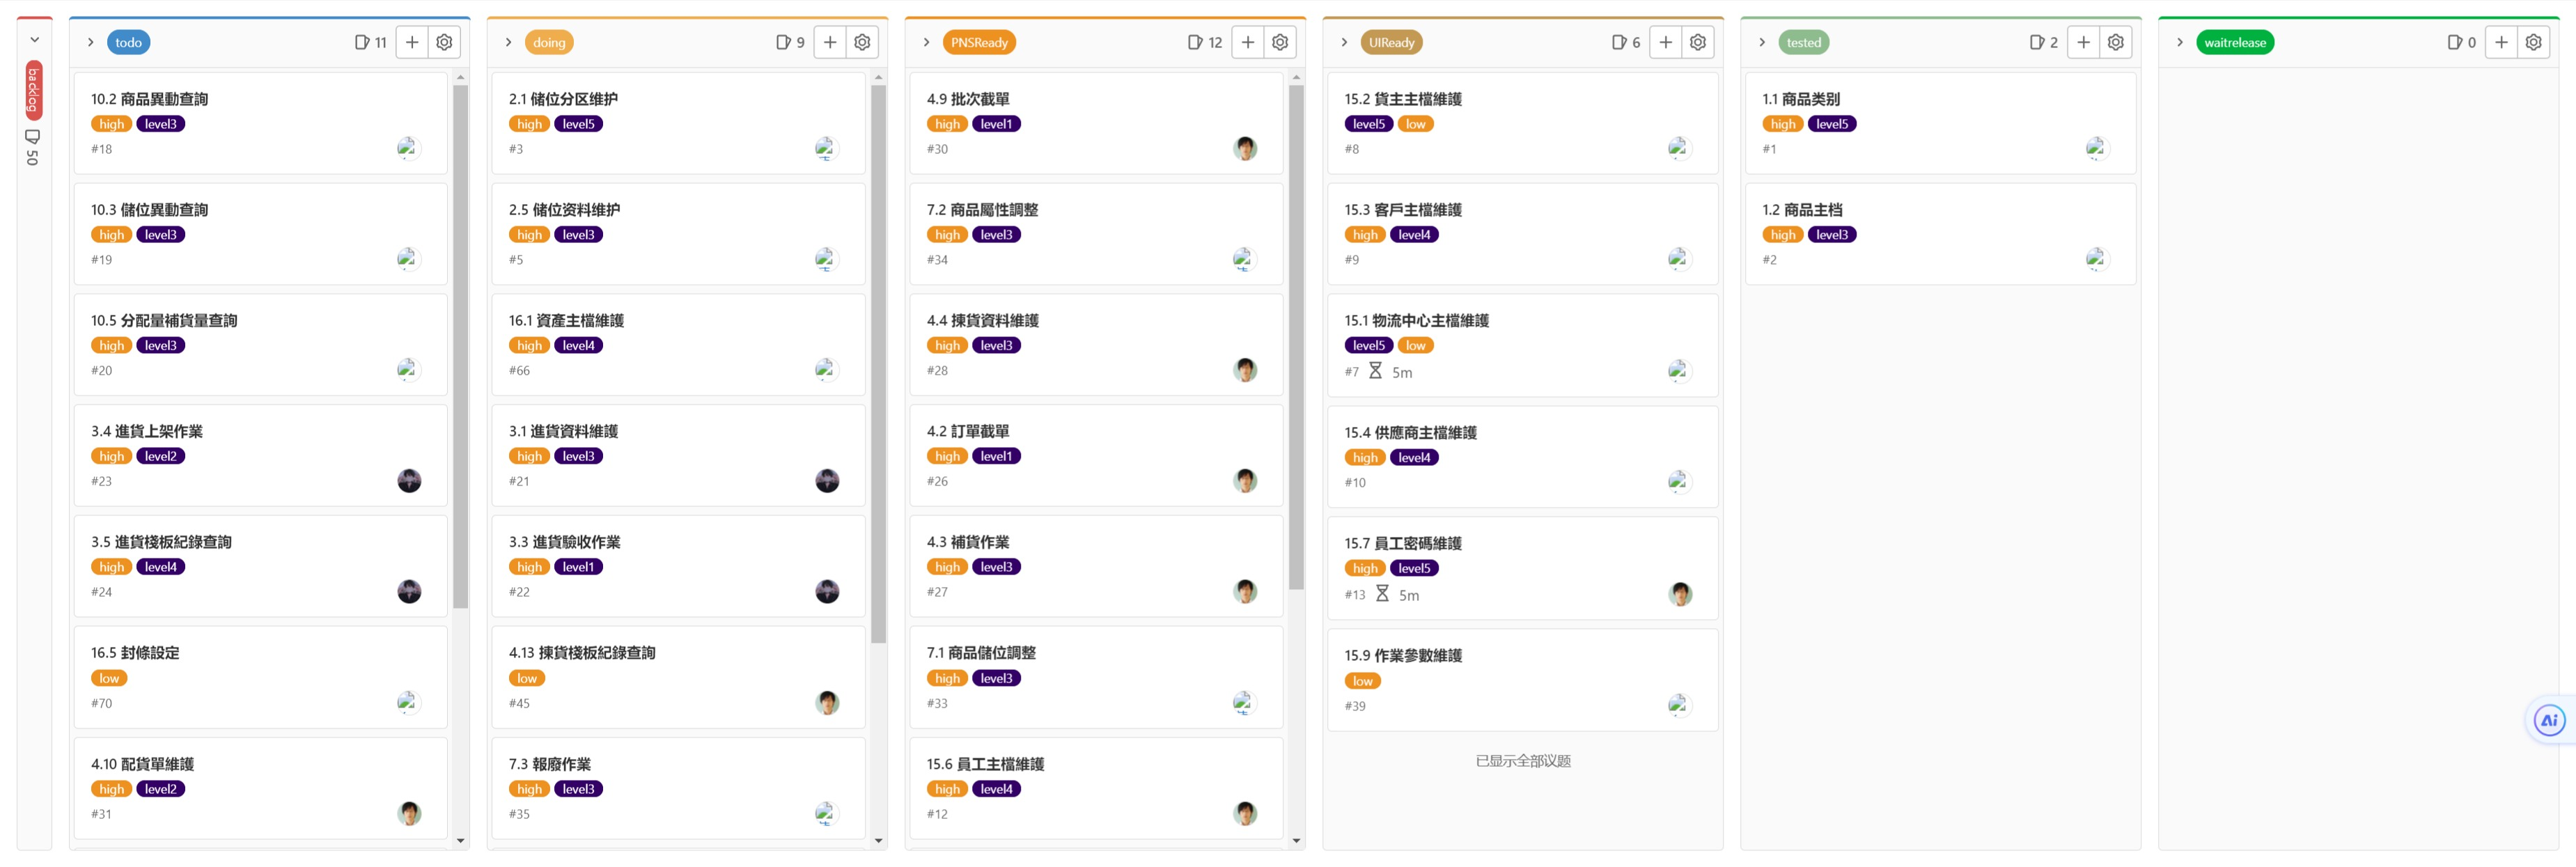 backlog
50
todo
11
10.2 商品異動查詢
high level3
#18
10.3 儲位異動查詢
high level3
#19
10.5 分配量補貨量查詢
high level3
#20
3.4 進貨上架作業
high level2
#23
3.5 進貨棧板紀錄查詢
high level4
#24
16.5 封條設定
low
#70
4.10 配貨單維護
high level2
#31
doing
9
2.1 储位分区维护
high level5
#3
2.5 储位资料维护
high level3
#5
16.1 資產主檔維護
high level4
#66
3.1 進貨資料維護
high level3
#21
3.3 進貨驗收作業
high level1
#22
4.13 揀貨棧板紀錄查詢
low
#45
7.3 報廢作業
high level3
#35
PNSReady
12
4.9 批次截單
high level1
#30
7.2 商品屬性調整
high level3
#34
4.4 揀貨資料維護
high level3
#28
4.2 訂單截單
high level1
#26
4.3 補貨作業
high level3
#27
7.1 商品儲位調整
high level3
#33
15.6 員工主檔維護
high level4
#12
UIReady
6
15.2 貨主主檔維護
level5 low
#8
15.3 客戶主檔維護
high level4
#9
15.1 物流中心主檔維護
level5 low
#7 5m
15.4 供應商主檔維護
high level4
#10
15.7 員工密碼維護
high level5
#13 5m
15.9 作業參數維護
low
#39
已显示全部议题
tested
2
1.1 商品类别
high level5
#1
1.2 商品主档
high level3
#2
waitrelease
0
Ai